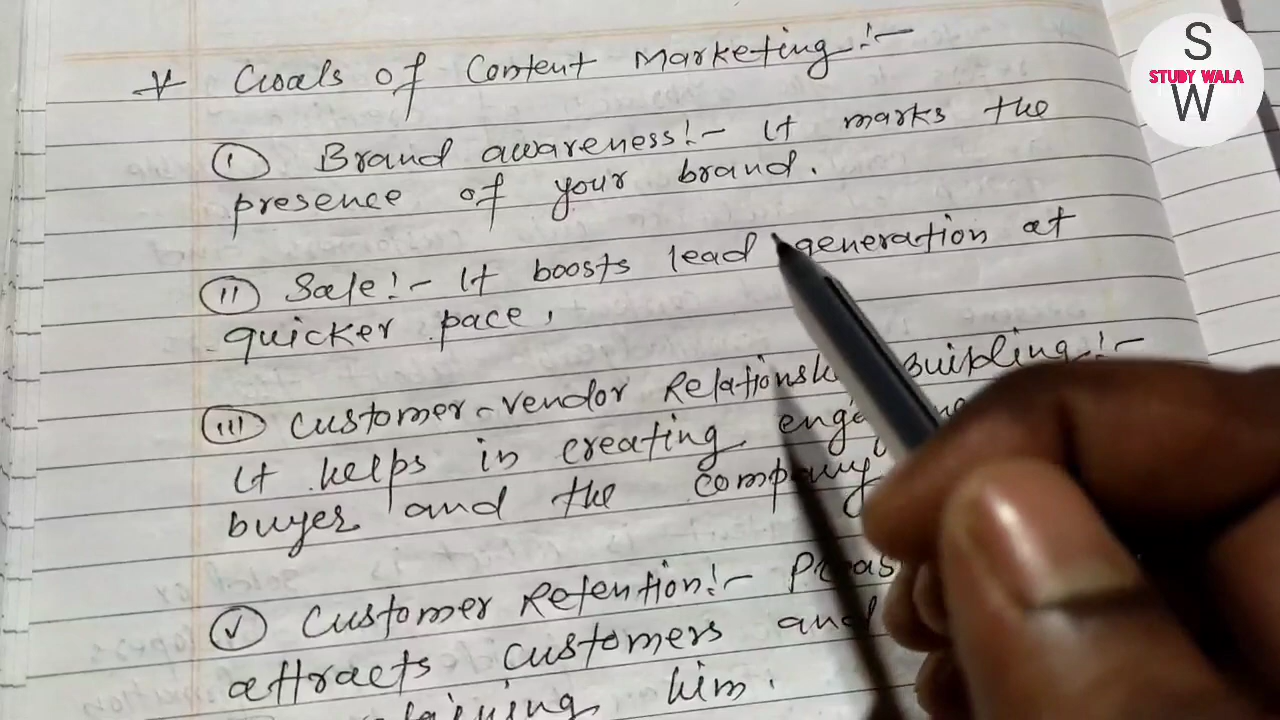 Goals of Content Marketing :-
(i) Brand awareness :- It marks the
presence of your brand.
(ii) Sale :- It boosts lead generation at
quicker pace,
(iii) Customer-vendor Relationship Building :-
It helps in creating
buyer and the company
(v) Customer Retention :-
attracts customers and
him.
S
STUDY WALA
W